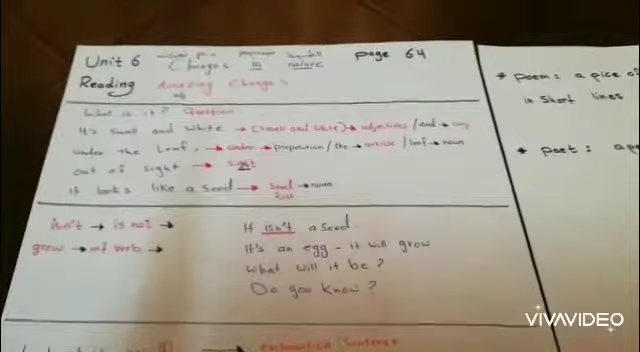 Unit 6 Changes in nature page 64
Reading Amazing Changes
What is it? Question
It's small and white → (small and white) → adjectives / and →
under the leaf. → under → preposition / the → article / leaf → noun
out of sight → sight
It looks like a seed → seed → noun
isn't → is not →
grow → inf verb →
It isn't a seed.
It's an egg - it will grow
What will it be?
Do you know?
→ Sentence
* poem: a pice of
in short lines
* poet: a
VIVAVIDEO